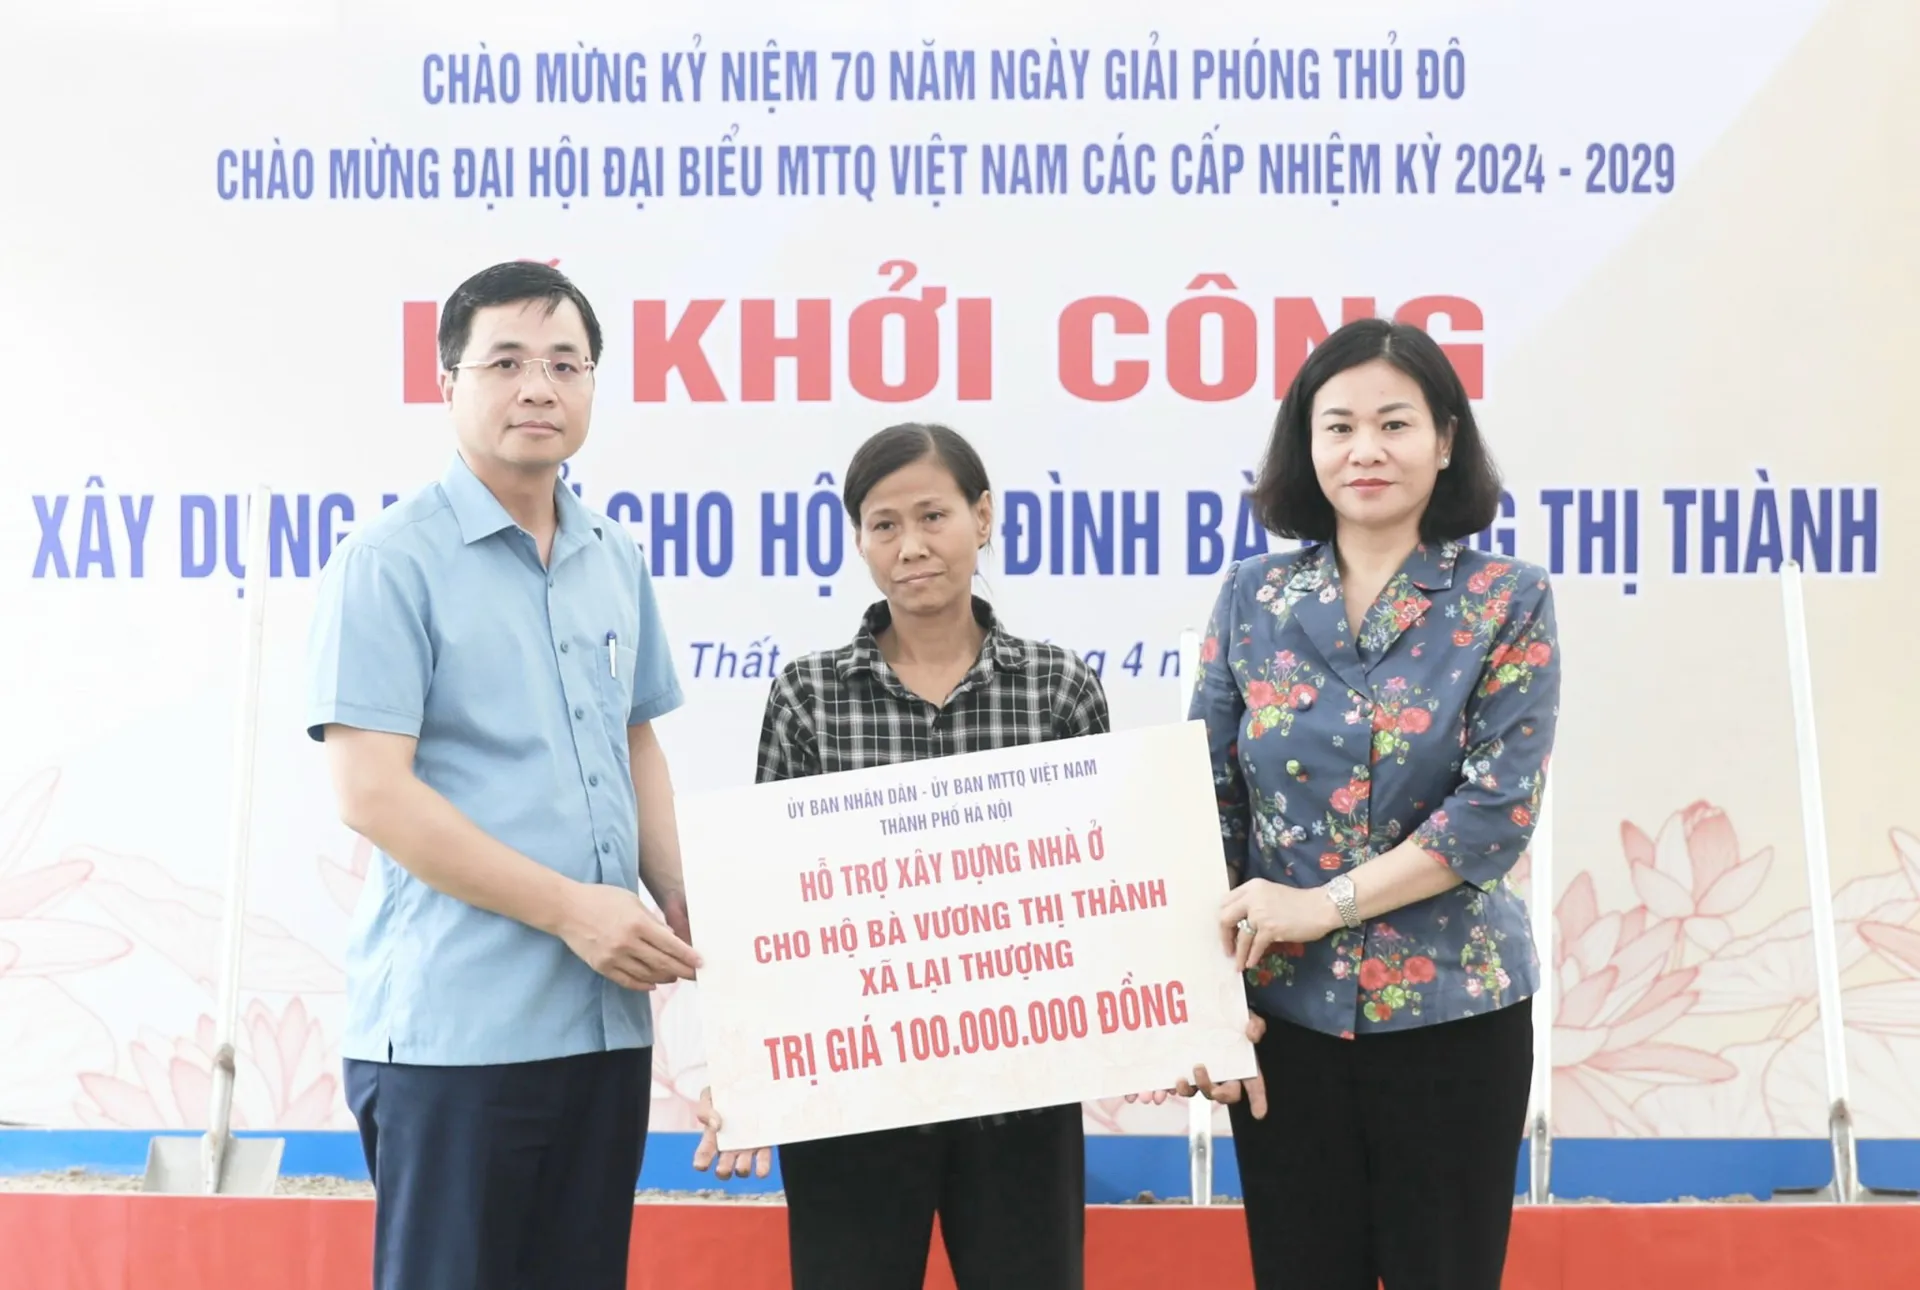 CHÀO MỪNG KỶ NIỆM 70 NĂM NGÀY GIẢI PHÓNG THỦ ĐÔ
CHÀO MỪNG ĐẠI HỘI ĐẠI BIỂU MTTQ VIỆT NAM CÁC CẤP NHIỆM KỲ 2024 - 2029
KHỞI CÔNG
XÂY DỰNG CHO HỘ ĐÌNH BÀ THỊ THÀNH
Thất 4
ỦY BAN NHÂN DÂN - ỦY BAN MTTQ VIỆT NAM
THÀNH PHỐ HÀ NỘI
HỖ TRỢ XÂY DỰNG NHÀ Ở
CHO HỘ BÀ VƯƠNG THỊ THÀNH
XÃ LẠI THƯỢNG
TRỊ GIÁ 100.000.000 ĐỒNG